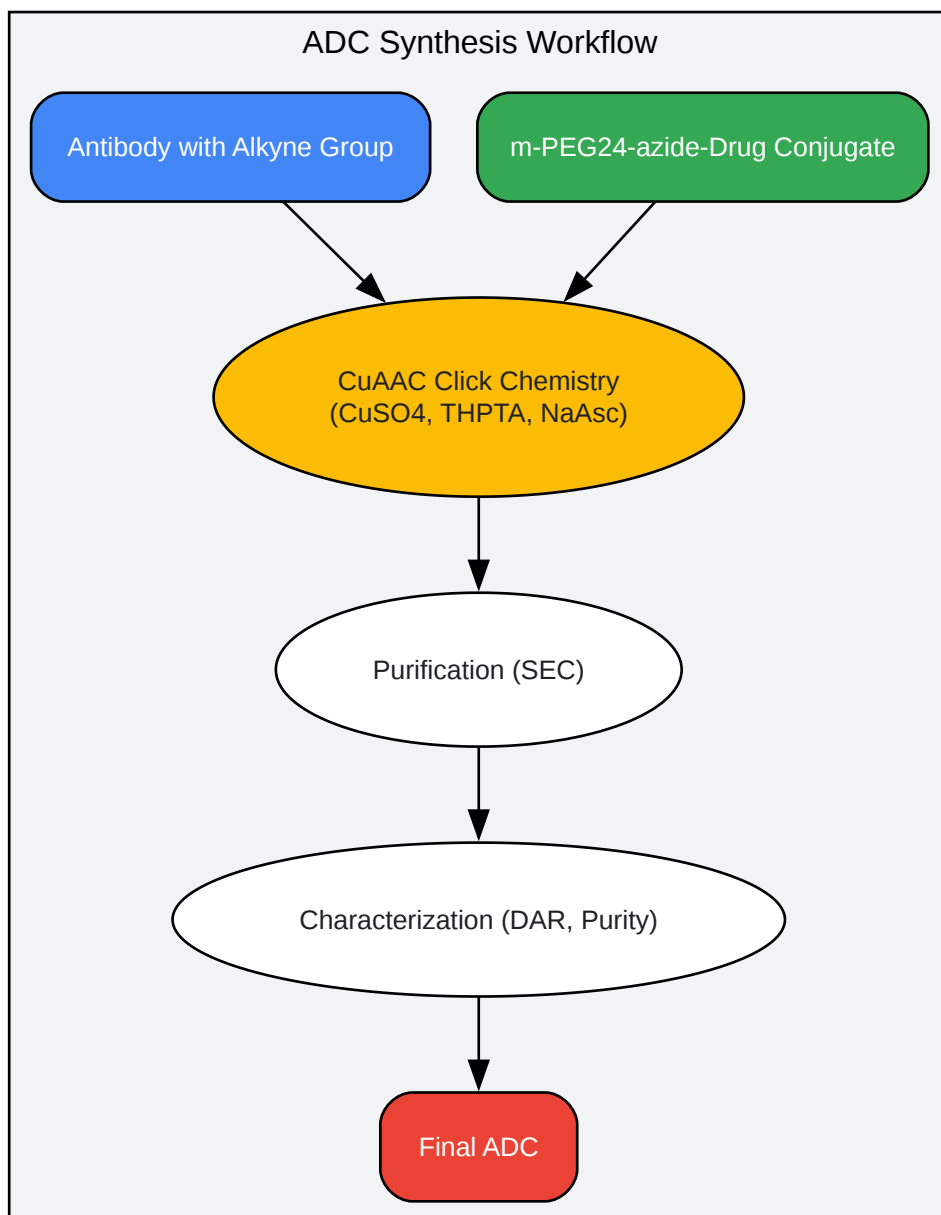 ADC Synthesis Workflow
Antibody with Alkyne Group
m-PEG24-azide-Drug Conjugate
CuAAC Click Chemistry
(CuSO4, THPTA, NaAsc)
Purification (SEC)
Characterization (DAR, Purity)
Final ADC